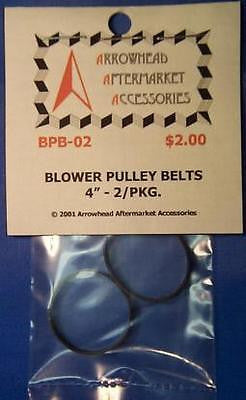 ARROWHEAD
AFTERMARKET
ACCESSORIES
BPB-02 $2.00
BLOWER PULLEY BELTS
4" - 2/PKG.
© 2001 Arrowhead Aftermarket Accessories